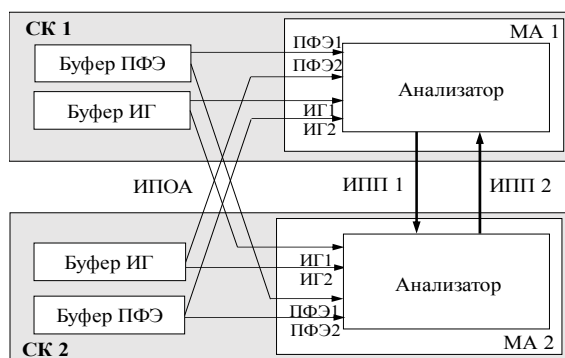 СК 1
МА 1
Буфер ПФЭ
ПФЭ1
ПФЭ2
Анализатор
Буфер ИГ
ИГ1
ИГ2
ИПОА
ИПП 1
ИПП 2
Буфер ИГ
ИГ1
ИГ2
Анализатор
Буфер ПФЭ
ПФЭ1
ПФЭ2
СК 2
МА 2